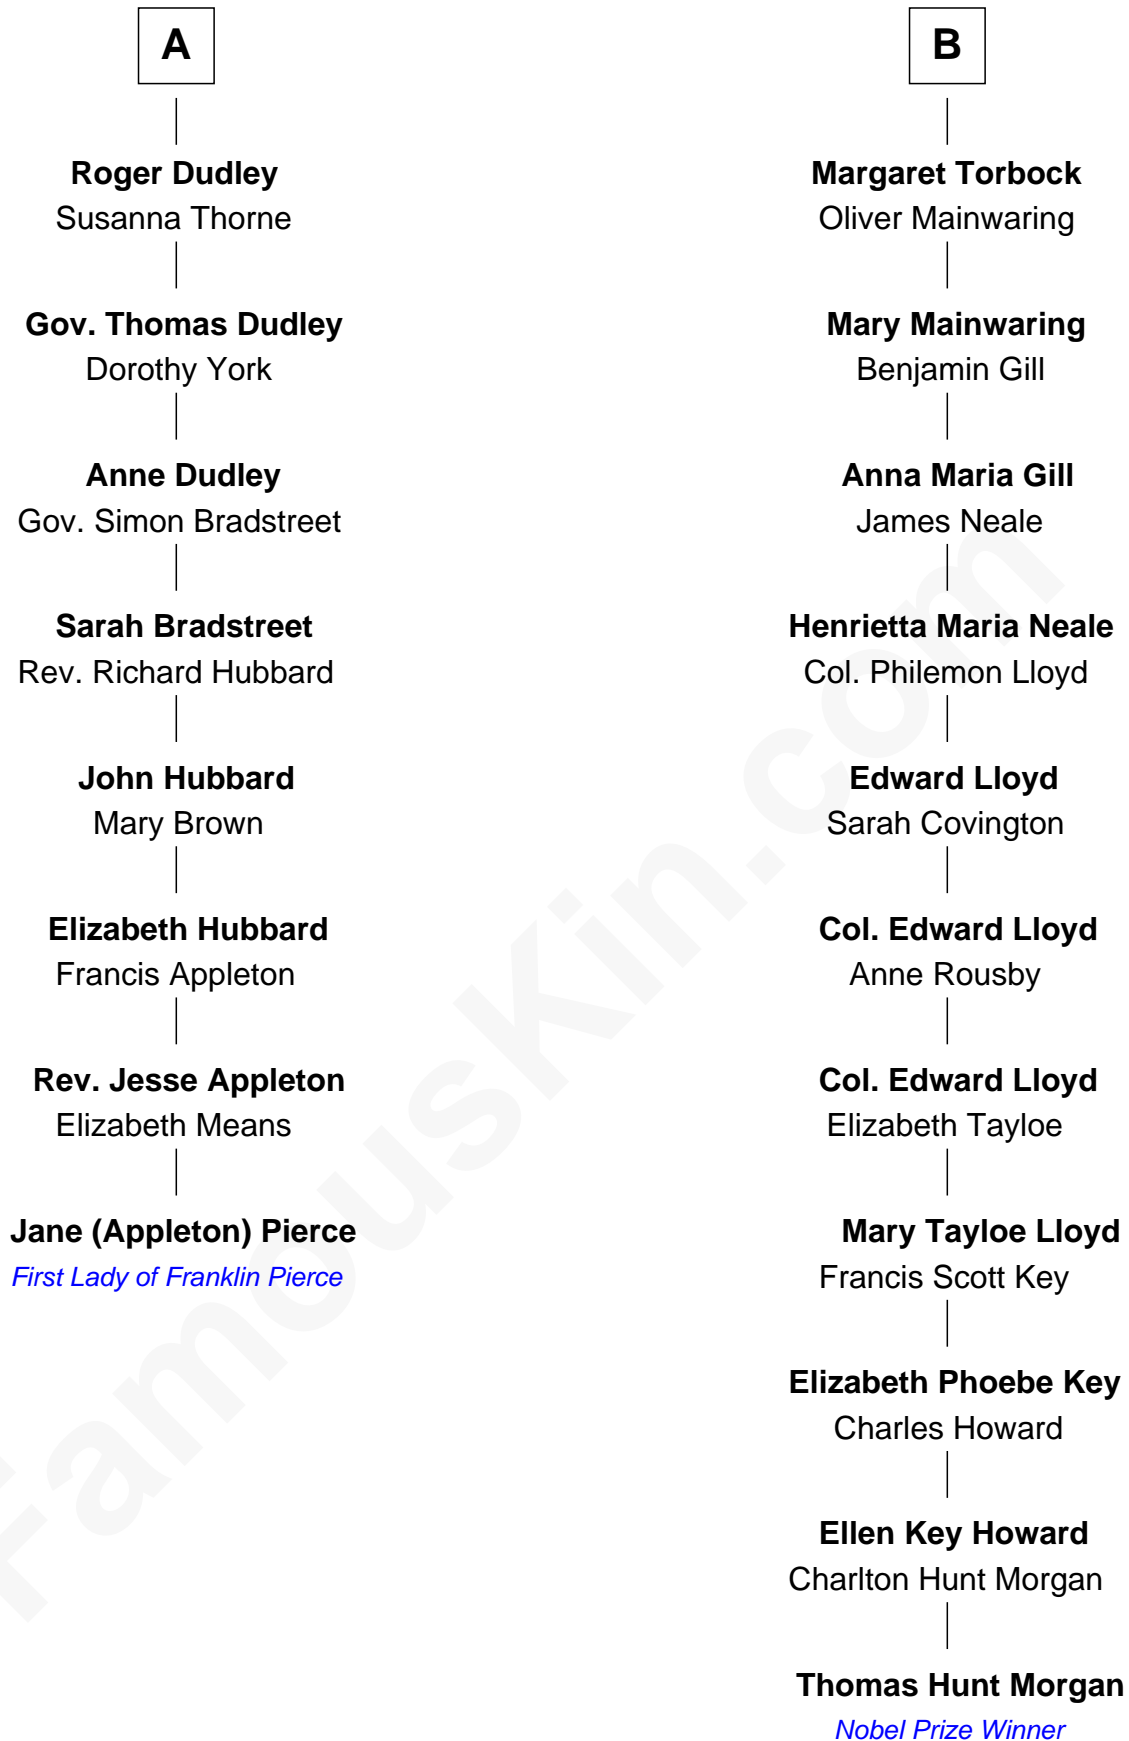 A
Roger Dudley
Susanna Thorne
Gov. Thomas Dudley
Dorothy York
Anne Dudley
Gov. Simon Bradstreet
Sarah Bradstreet
Rev. Richard Hubbard
John Hubbard
Mary Brown
Elizabeth Hubbard
Francis Appleton
Rev. Jesse Appleton
Elizabeth Means
Jane (Appleton) Pierce
First Lady of Franklin Pierce
B
Margaret Torbock
Oliver Mainwaring
Mary Mainwaring
Benjamin Gill
Anna Maria Gill
James Neale
Henrietta Maria Neale
Col. Philemon Lloyd
Edward Lloyd
Sarah Covington
Col. Edward Lloyd
Anne Rousby
Col. Edward Lloyd
Elizabeth Tayloe
Mary Tayloe Lloyd
Francis Scott Key
Elizabeth Phoebe Key
Charles Howard
Ellen Key Howard
Charlton Hunt Morgan
Thomas Hunt Morgan
Nobel Prize Winner
FamousKin.com